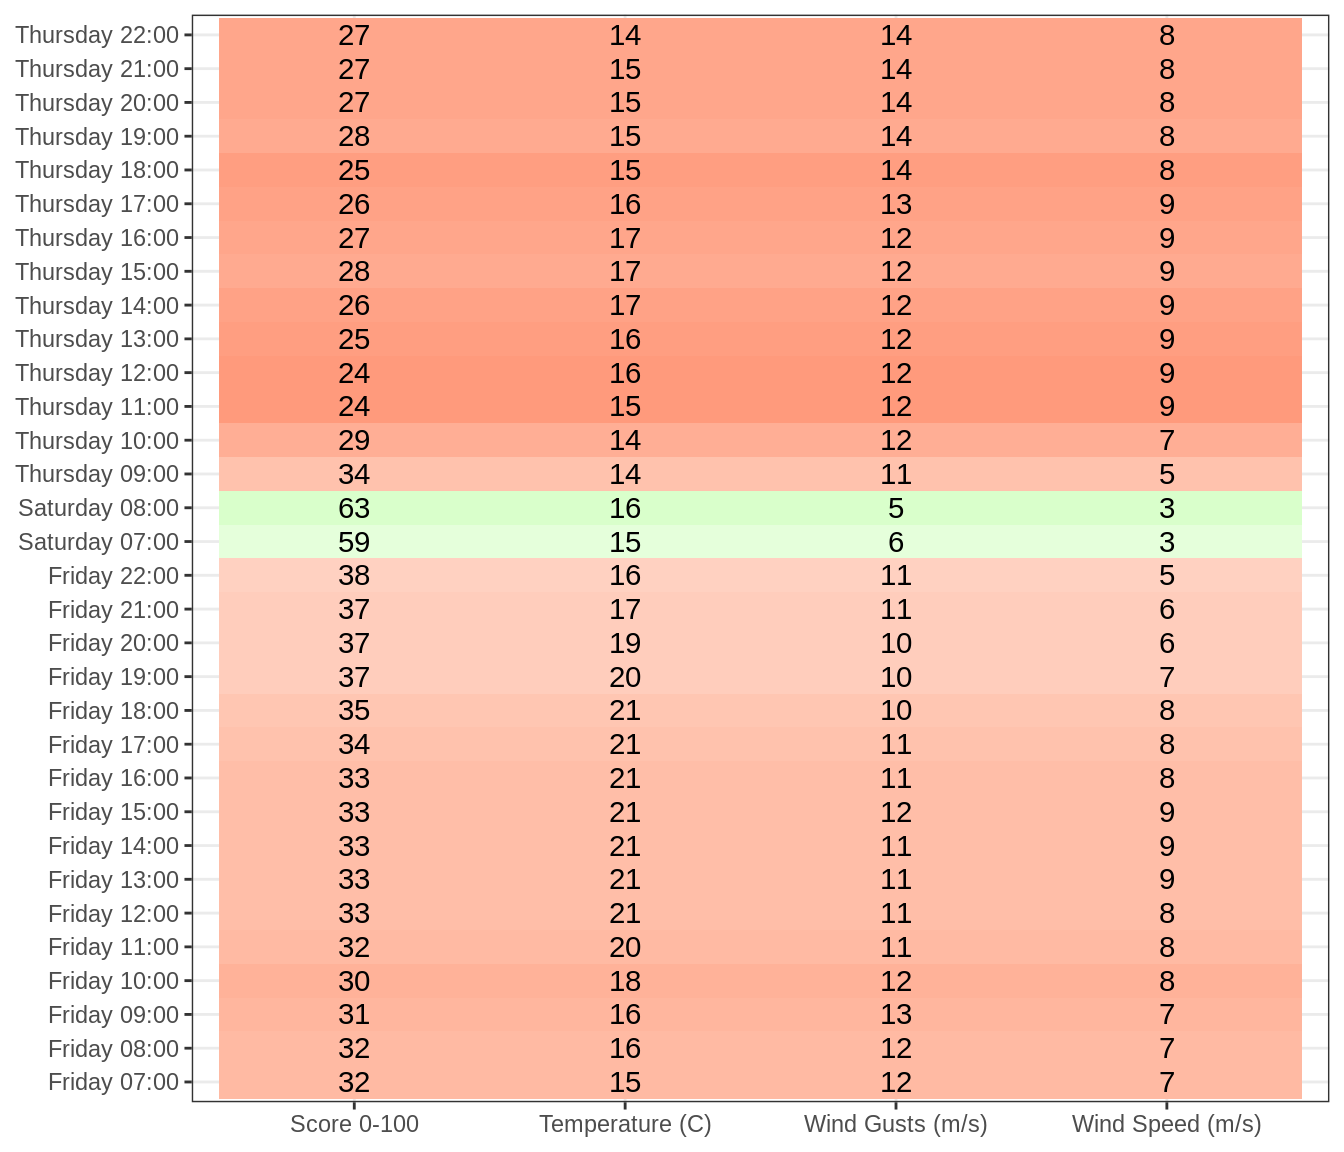 Thursday 22:00 27 14 14 8
Thursday 21:00 27 15 14 8
Thursday 20:00 27 15 14 8
Thursday 19:00 28 15 14 8
Thursday 18:00 25 15 14 8
Thursday 17:00 26 16 13 9
Thursday 16:00 27 17 12 9
Thursday 15:00 28 17 12 9
Thursday 14:00 26 17 12 9
Thursday 13:00 25 16 12 9
Thursday 12:00 24 16 12 9
Thursday 11:00 24 15 12 9
Thursday 10:00 29 14 12 7
Thursday 09:00 34 14 11 5
Saturday 08:00 63 16 5 3
Saturday 07:00 59 15 6 3
Friday 22:00 38 16 11 5
Friday 21:00 37 17 11 6
Friday 20:00 37 19 10 6
Friday 19:00 37 20 10 7
Friday 18:00 35 21 10 8
Friday 17:00 34 21 11 8
Friday 16:00 33 21 11 8
Friday 15:00 33 21 12 9
Friday 14:00 33 21 11 9
Friday 13:00 33 21 11 9
Friday 12:00 33 21 11 8
Friday 11:00 32 20 11 8
Friday 10:00 30 18 12 8
Friday 09:00 31 16 13 7
Friday 08:00 32 16 12 7
Friday 07:00 32 15 12 7
Score 0-100 Temperature (C) Wind Gusts (m/s) Wind Speed (m/s)